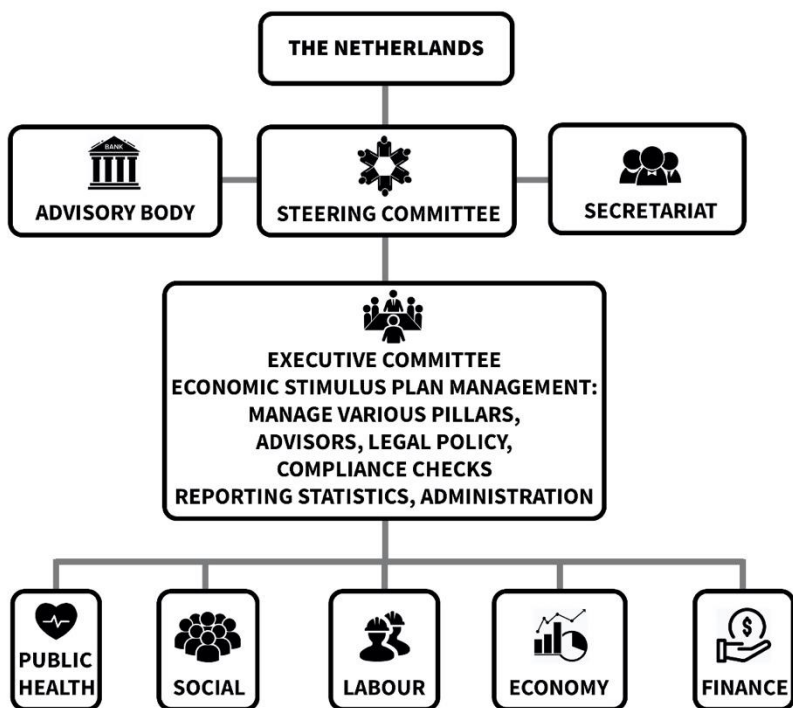 THE NETHERLANDS
BANK
ADVISORY BODY
STEERING COMMITTEE
SECRETARIAT
EXECUTIVE COMMITTEE
ECONOMIC STIMULUS PLAN MANAGEMENT:
MANAGE VARIOUS PILLARS,
ADVISORS, LEGAL POLICY,
COMPLIANCE CHECKS
REPORTING STATISTICS, ADMINISTRATION
PUBLIC
HEALTH
SOCIAL
LABOUR
ECONOMY
$
FINANCE